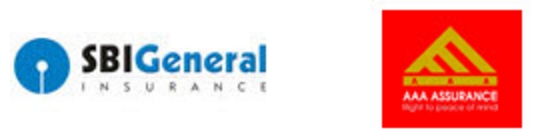 SBIGeneral
INSURANCE
A A A
AAA ASSURANCE
Right to peace of mind